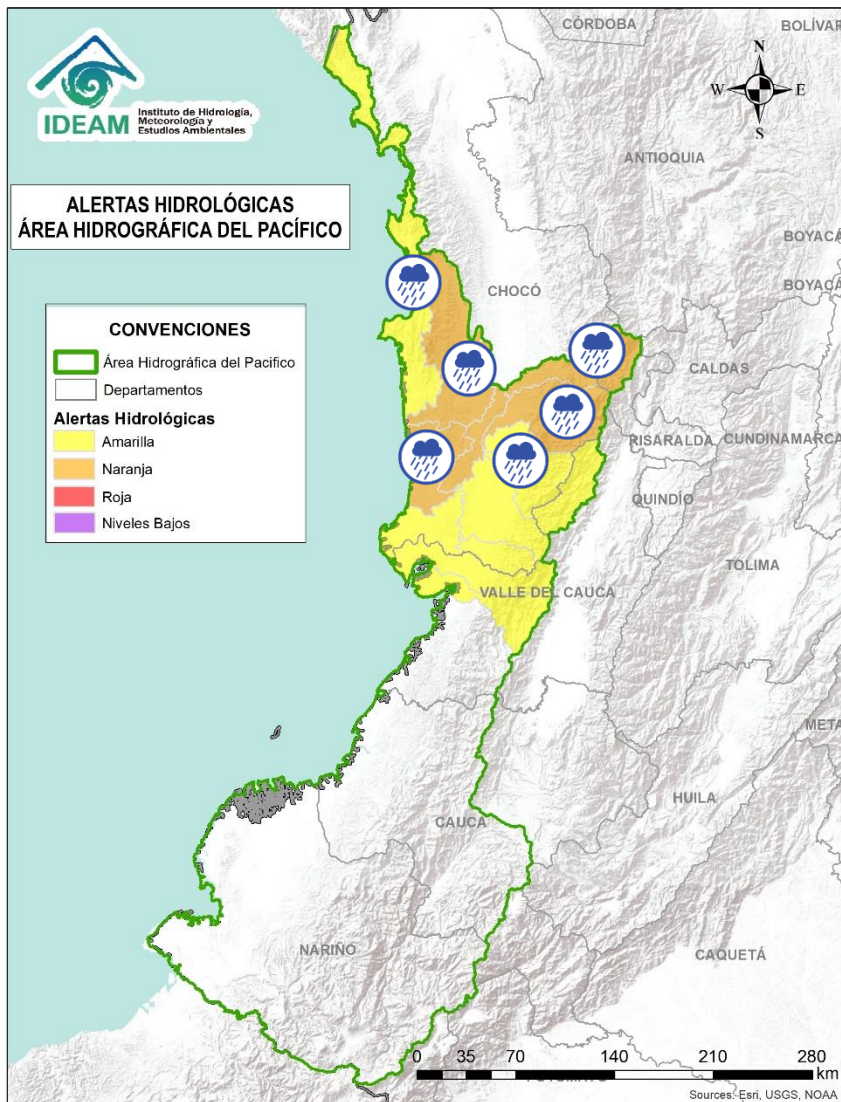 IDEAM
Instituto de Hidrología,
Meteorología y
Estudios Ambientales
ALERTAS HIDROLÓGICAS
ÁREA HIDROGRÁFICA DEL PACÍFICO
CONVENCIONES
Área Hidrográfica del Pacifico
Departamentos
Alertas Hidrológicas
Amarilla
Naranja
Roja
Niveles Bajos
N
W
E
S
CÓRDOBA
BOLÍVAR
ANTIOQUIA
BOYACÁ
BOYACÁ
CHOCÓ
CALDAS
RISARALDA
CUNDINAMARCA
QUINDÍO
TOLIMA
VALLE DEL CAUCA
META
HUILA
CAUCA
NARIÑO
CAQUETÁ
0 35 70 140 210 280
km
Sources: Esri, USGS, NOAA